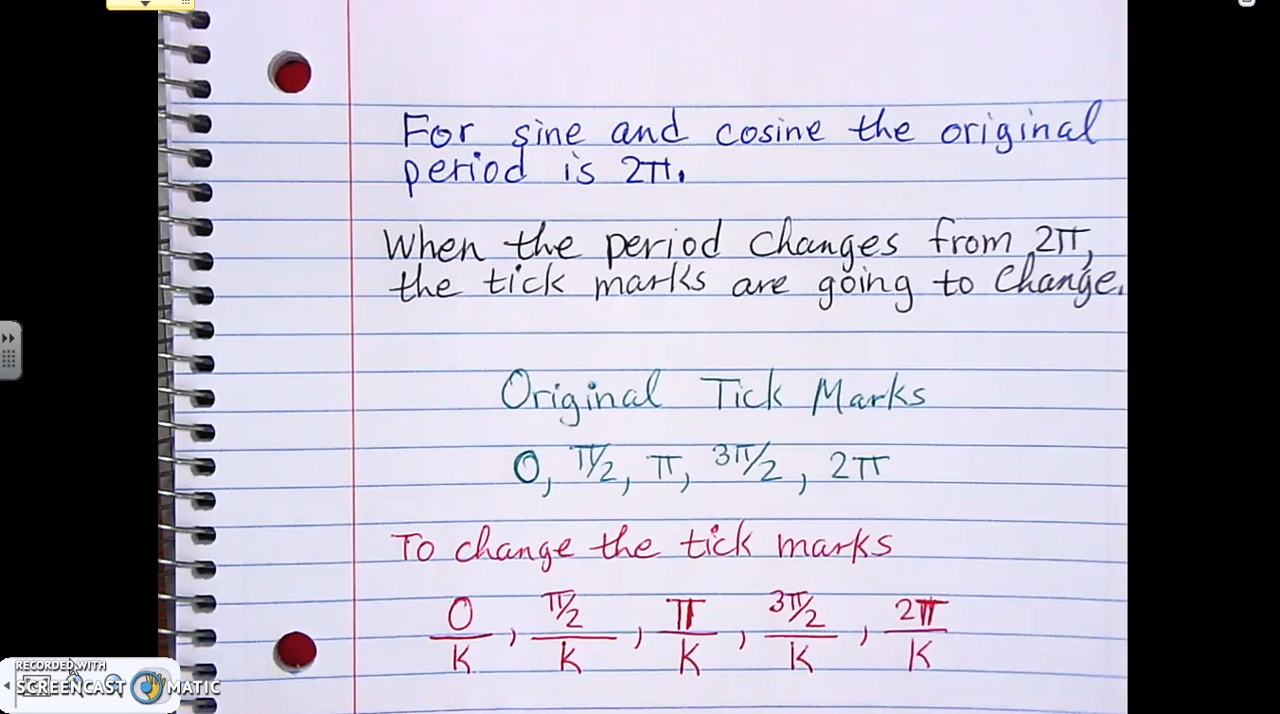 For sine and cosine the original
period is 2π.
When the period changes from 2π,
the tick marks are going to change.
Original Tick Marks
0, π/2, π, 3π/2, 2π
To change the tick marks
0/K, π/2/K, π/K, 3π/2/K, 2π/K
RECORDED WITH
SCREENCAST MATIC